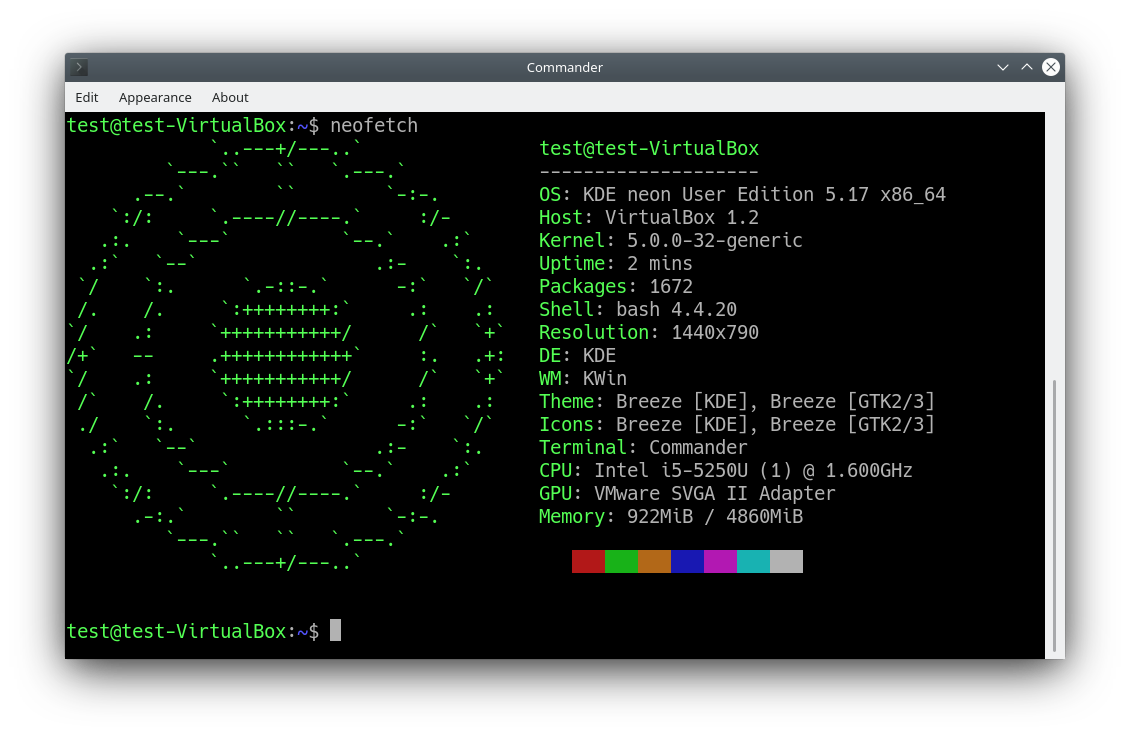 Commander
Edit Appearance About
test@test-VirtualBox:~$ neofetch
test@test-VirtualBox
--------------------
OS: KDE neon User Edition 5.17 x86_64
Host: VirtualBox 1.2
Kernel: 5.0.0-32-generic
Uptime: 2 mins
Packages: 1672
Shell: bash 4.4.20
Resolution: 1440x790
DE: KDE
WM: KWin
Theme: Breeze [KDE], Breeze [GTK2/3]
Icons: Breeze [KDE], Breeze [GTK2/3]
Terminal: Commander
CPU: Intel i5-5250U (1) @ 1.600GHz
GPU: VMware SVGA II Adapter
Memory: 922MiB / 4860MiB
test@test-VirtualBox:~$